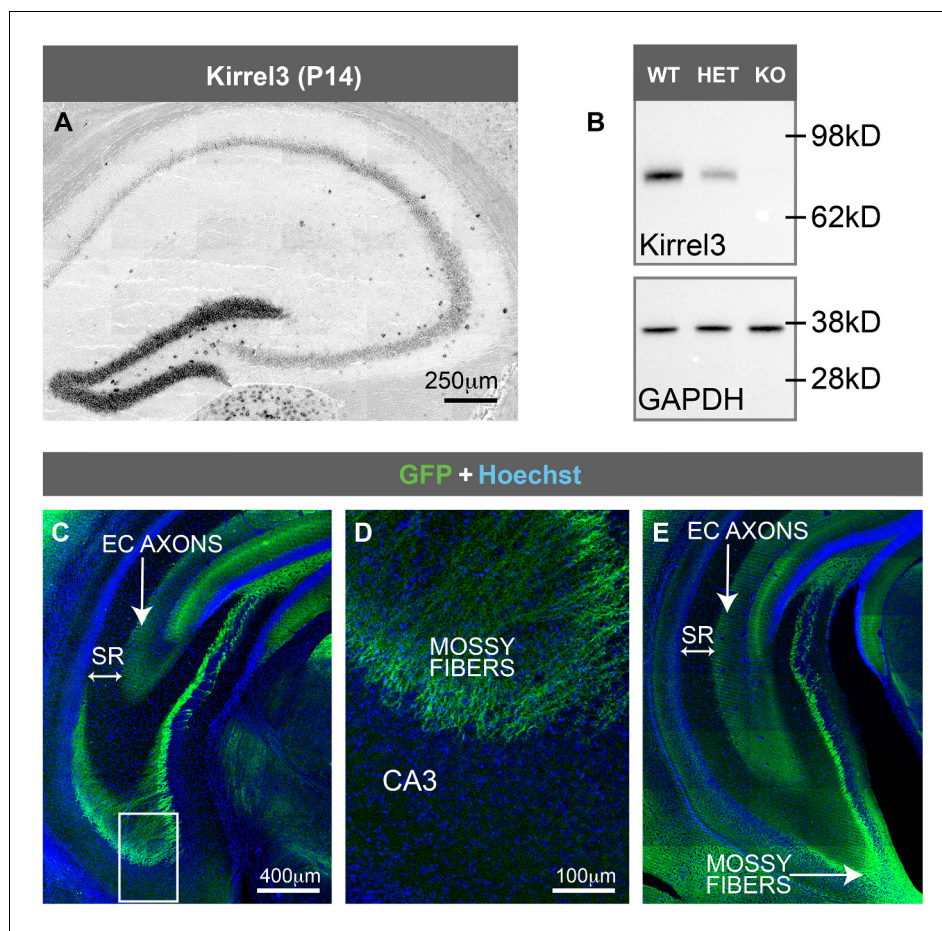 Kirrel3 (P14)
A
250μm
WT HET KO
B
98kD
62kD
Kirrel3
38kD
28kD
GAPDH
GFP + Hoechst
C
EC AXONS
SR
400μm
D
MOSSY
FIBERS
CA3
100μm
E
EC AXONS
SR
MOSSY
FIBERS